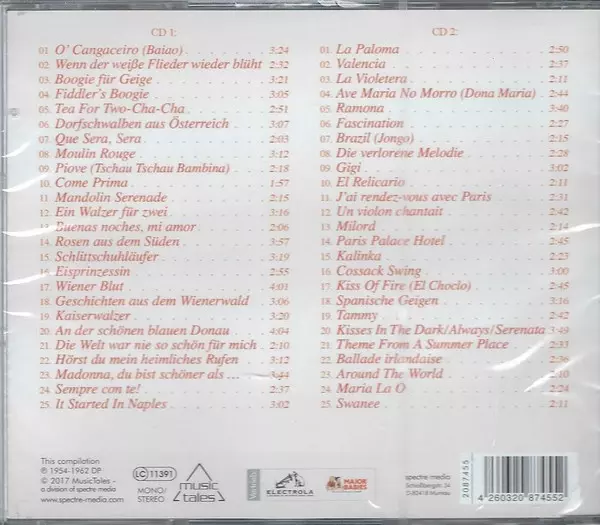 CD 1:
01. O' Cangaceiro (Baiao) 3:24
02. Wenn der weiße Flieder wieder blüht 2:32
03. Boogie für Geige 3:21
04. Fiddler's Boogie 3:05
05. Tea For Two-Cha-Cha 2:51
06. Dorfschwalben aus Österreich 3:07
07. Que Sera, Sera 2:03
08. Moulin Rouge 3:12
09. Piove (Tschau Tschau Bambina) 2:18
10. Come Prima 1:57
11. Mandolin Serenade 2:15
12. Ein Walzer für zwei 3:16
13. Buenas noches, mi amor 2:06
14. Rosen aus dem Süden 3:57
15. Schlittschuhläufer 3:19
16. Eisprinzessin 2:55
17. Wiener Blut 4:01
18. Geschichten aus dem Wienerwald 3:06
19. Kaiserwalzer 3:20
20. An der schönen blauen Donau 4:04
21. Die Welt war nie so schön für mich 2:10
22. Hörst du mein heimliches Rufen 3:12
23. Madonna, du bist schöner als ... 3:44
24. Sempre con te! 2:37
25. It Started In Naples 3:02
CD 2:
01. La Paloma 2:50
02. Valencia 2:37
03. La Violetera 2:11
04. Ave Maria No Morro (Dona Maria) 2:44
05. Ramona 3:40
06. Fascination 2:27
07. Brazil (Jongo) 2:15
08. Die verlorene Melodie 2:28
09. Gigi 3:02
10. El Relicario 2:11
11. J'ai rendez-vous avec Paris 2:31
12. Un violon chantait 2:42
13. Milord 2:14
14. Paris Palace Hotel 2:45
15. Kalinka 2:23
16. Cossack Swing 3:00
17. Kiss Of Fire (El Choclo) 2:45
18. Spanische Geigen 3:16
19. Tammy 2:42
20. Kisses In The Dark/Always/Serenata 3:49
21. Theme From A Summer Place 2:33
22. Ballade irlandaise 2:36
23. Around The World 2:10
24. Maria La O 2:24
25. Swanee 2:11
This compilation
℗ 1954-1962 DP
© 2017 MusicTales -
a division of spectre media
www.spectre-media.com
LC 11391
MONO/
STEREO
music
tales
ELECTROLA
MAJOR
BABIES
spectre media
D-82418 Murnau
2087455
4 260320 874552